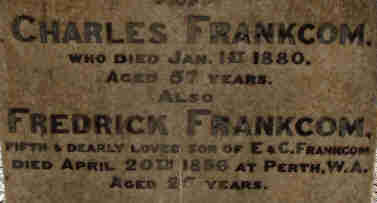 CHARLES FRANKCOM.
WHO DIED JAN. 1ST 1880.
AGED 57 YEARS.
ALSO
FREDRICK FRANKCOM,
FIFTH & DEARLY LOVED SON OF E & C. FRANKCOM
DIED APRIL 20TH 1896 AT PERTH, W.A.
AGED YEARS.